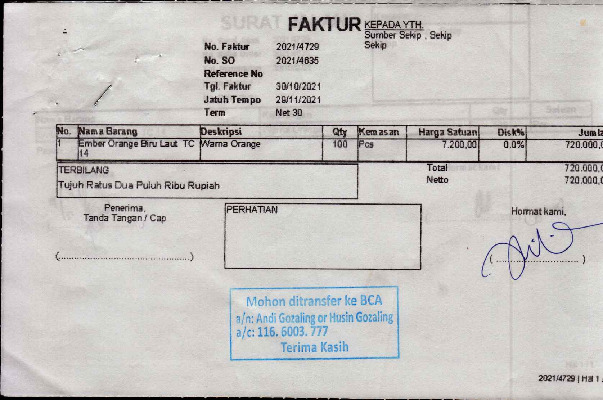 FAKTUR
KEPADA YTH.
Sumber Sekip , Sekip
Sekip
No. Faktur 2021/4729
No. SO 2021/4635
Reference No
Tgl. Faktur 30/10/2021
Jatuh Tempo 29/11/2021
Term Net 30
No. Nama Barang Deskripsi Qty Kemasan Harga Satuan Disk% Jumla
1 Ember Orange Biru Laut TC 14 Warna Orange 100 Pcs 7.200,00 0.0% 720.000,0
TERBILANG
Tujuh Ratus Dua Puluh Ribu Rupiah
Total 720.000,0
Netto 720.000,0
Penerima,
Tanda Tangan / Cap
PERHATIAN
Hormat kami,
(........................................)
(..............................)
Mohon ditransfer ke BCA
a/n: Andi Gozaling or Husin Gozaling
a/c: 116. 6003. 777
Terima Kasih
2021/4729 | Hal 1